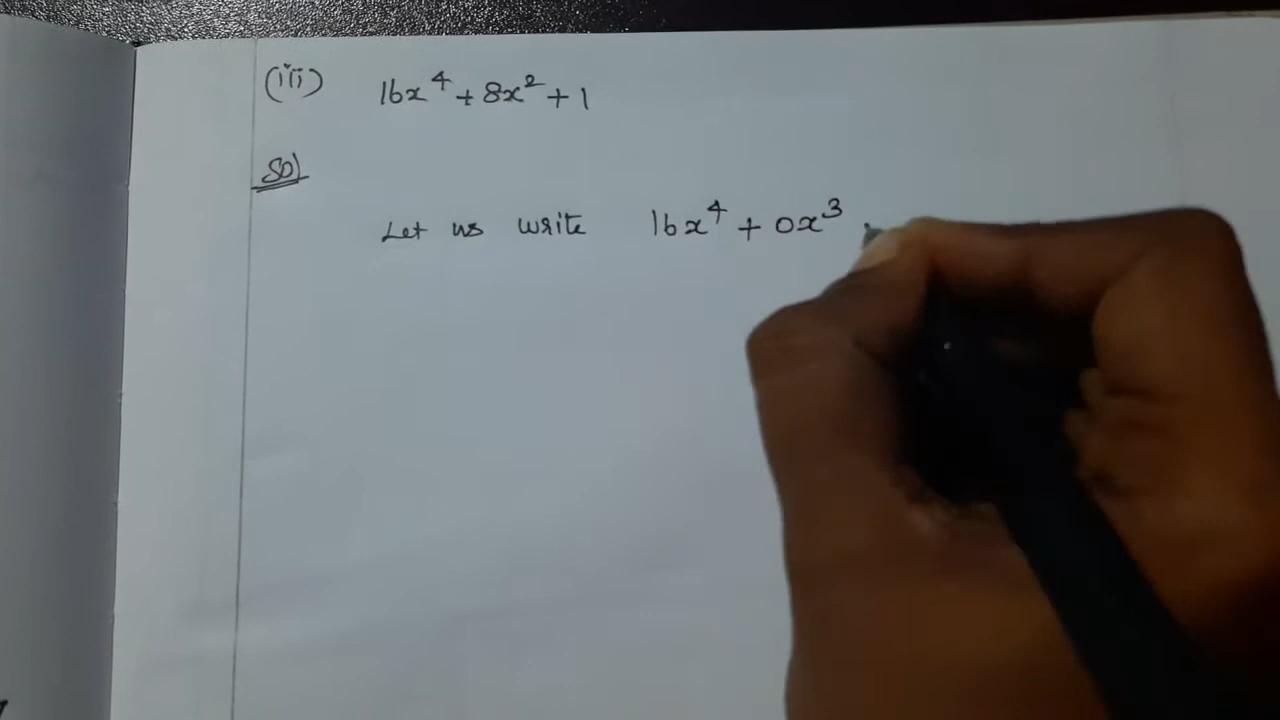 (iii) 16x⁴ + 8x² + 1
Sol
Let us write 16x⁴ + 0x³